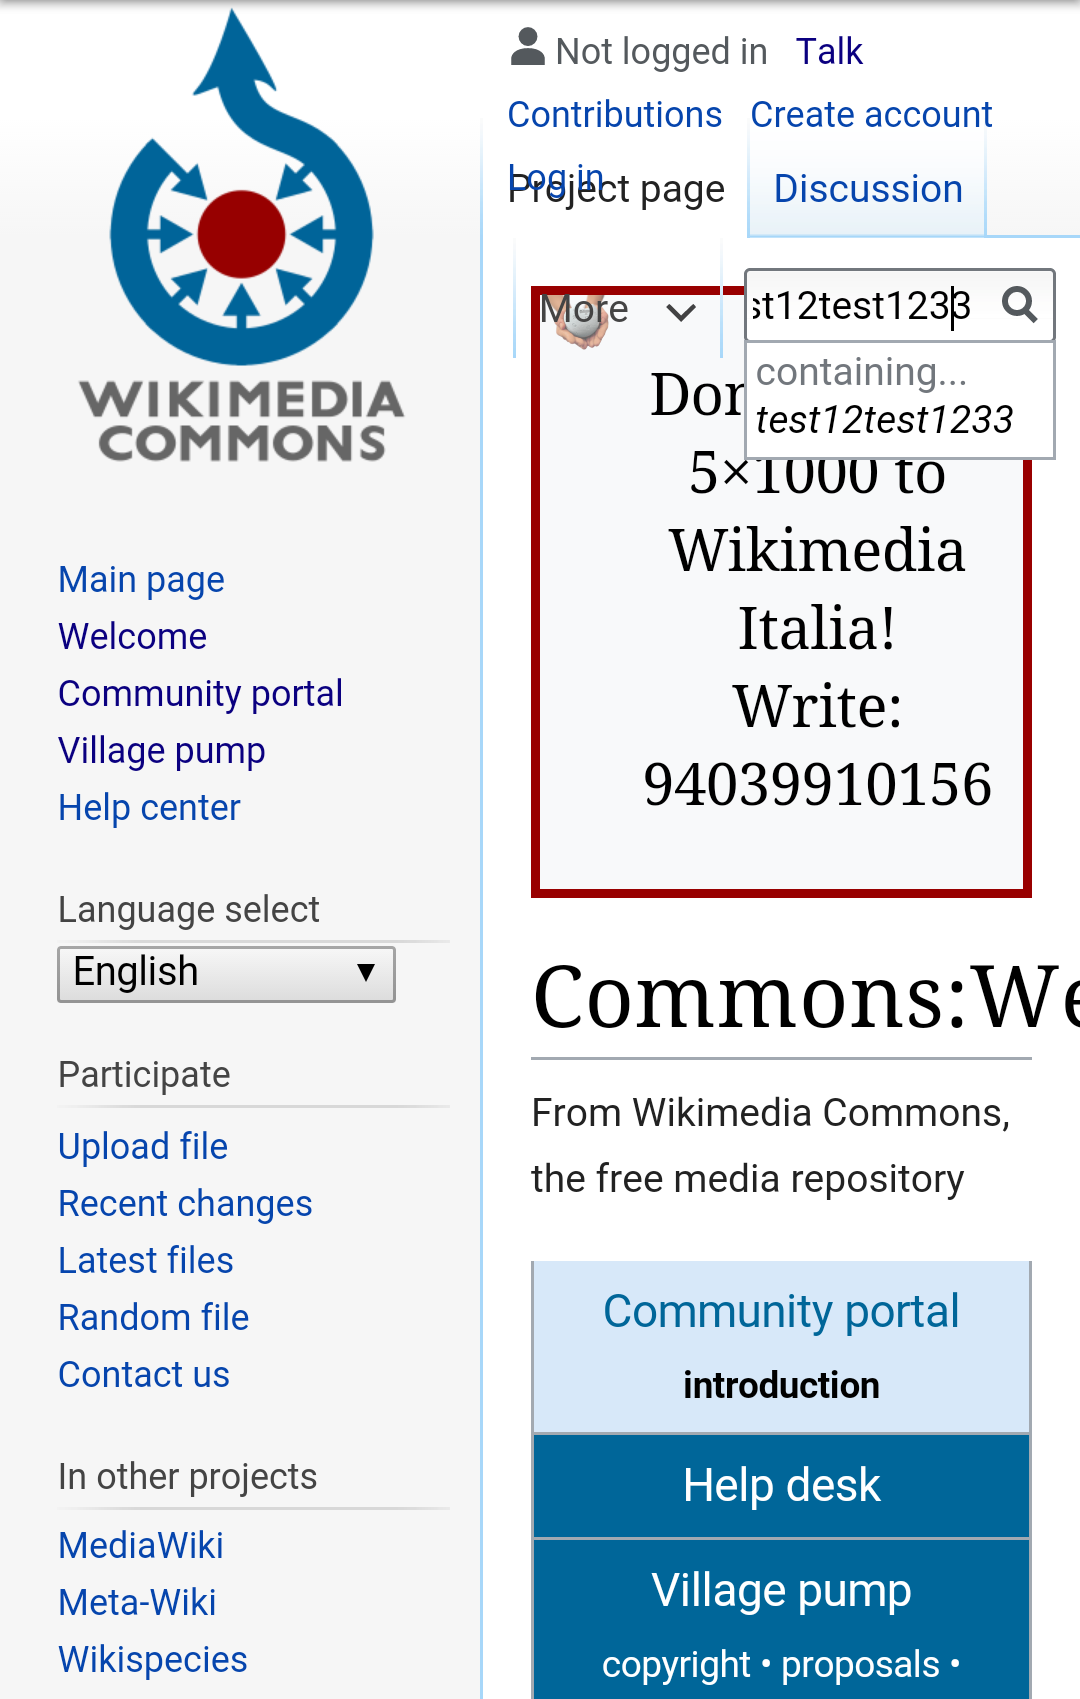 WIKIMEDIA
COMMONS
Main page
Welcome
Community portal
Village pump
Help center
Language select
English
Participate
Upload file
Recent changes
Latest files
Random file
Contact us
In other projects
MediaWiki
Meta-Wiki
Wikispecies
Not logged in Talk
Contributions Create account
Log in
Project page Discussion
More
st12test1233
containing...
test12test1233
5×1000 to
Wikimedia
Italia!
Write:
94039910156
Commons:We
From Wikimedia Commons,
the free media repository
Community portal
introduction
Help desk
Village pump
copyright • proposals •